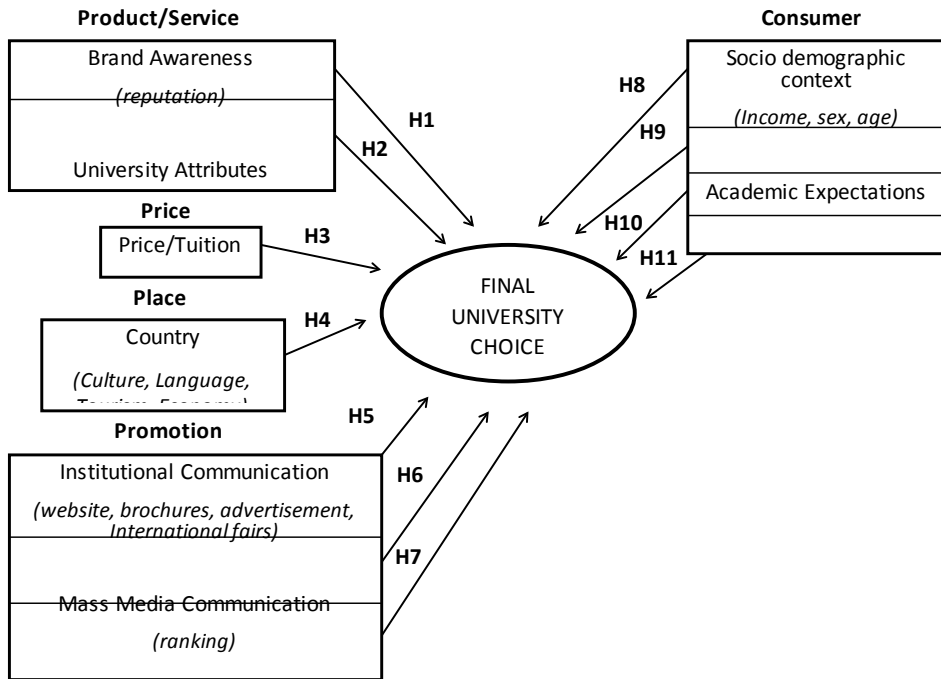 Product/Service
Brand Awareness
(reputation)
University Attributes
Price
Price/Tuition
Place
Country
(Culture, Language,
Tourism, Economy)
Promotion
Institutional Communication
(website, brochures, advertisement,
International fairs)
Mass Media Communication
(ranking)
H1
H2
H3
H4
H5
H6
H7
FINAL
UNIVERSITY
CHOICE
Consumer
Socio demographic
context
(Income, sex, age)
Academic Expectations
H8
H9
H10
H11